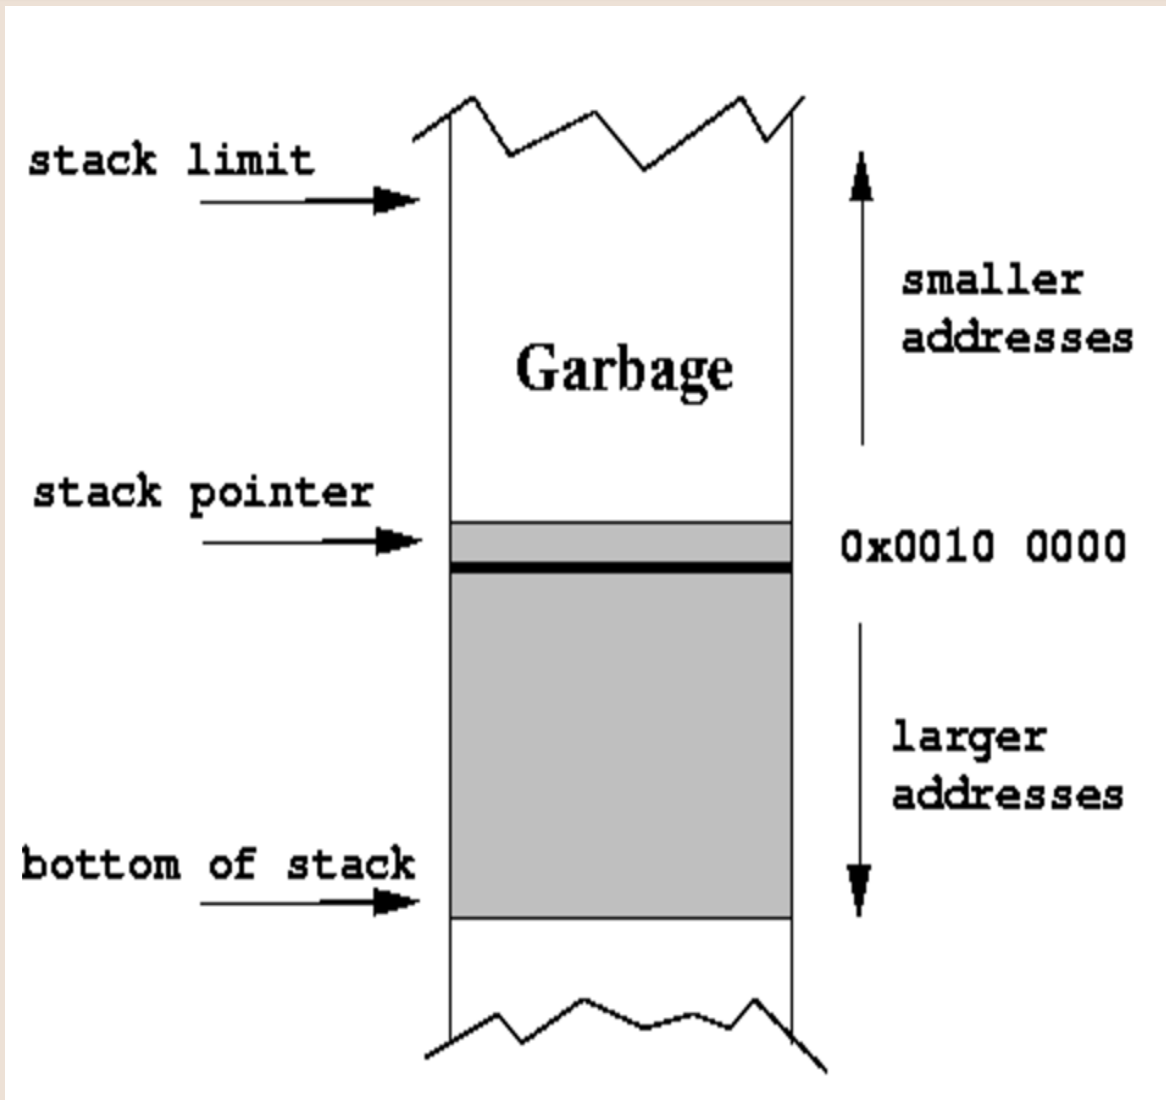 stack limit
smaller
addresses
Garbage
stack pointer
0x0010 0000
larger
addresses
bottom of stack